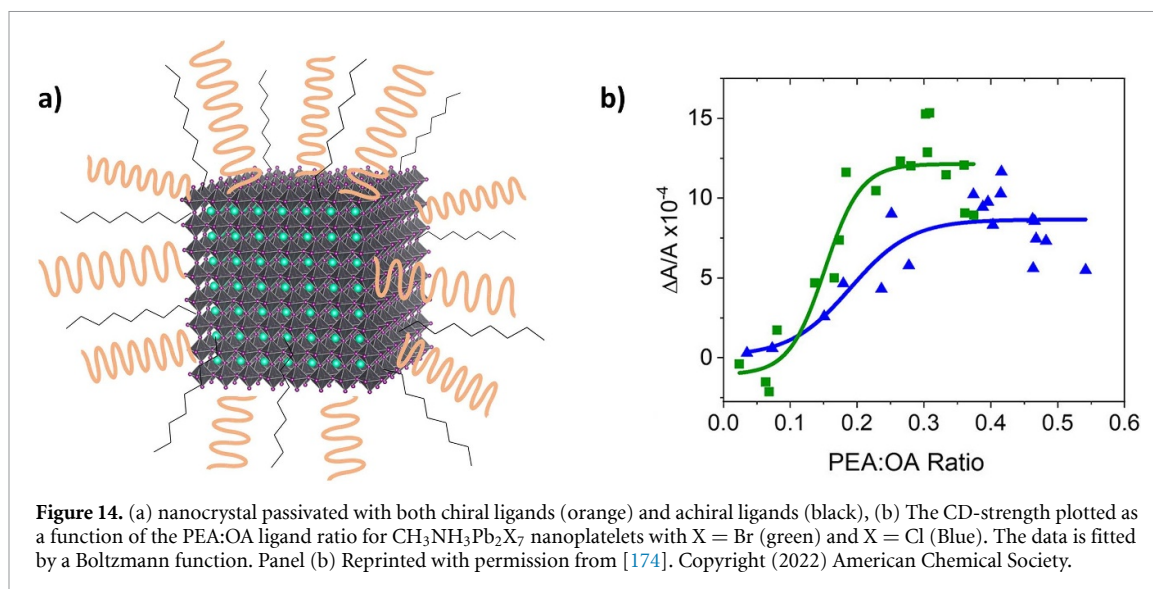 a)
b)
15
10
5
0
ΔA/A x10⁻⁴
0.0 0.1 0.2 0.3 0.4 0.5 0.6
PEA:OA Ratio
Figure 14. (a) nanocrystal passivated with both chiral ligands (orange) and achiral ligands (black), (b) The CD-strength plotted as
a function of the PEA:OA ligand ratio for CH₃NH₃Pb₂X₇ nanoplatelets with X = Br (green) and X = Cl (Blue). The data is fitted
by a Boltzmann function. Panel (b) Reprinted with permission from [174]. Copyright (2022) American Chemical Society.